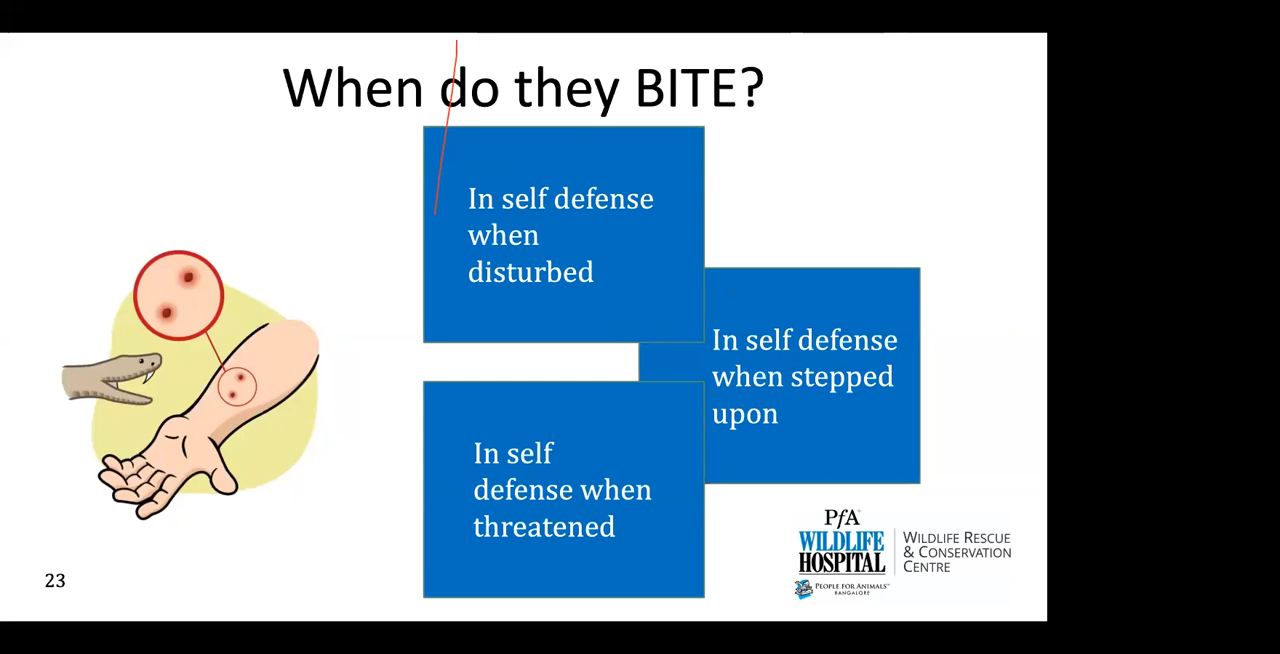 When do they BITE?
In self defense
when
disturbed
In self defense
when stepped
upon
In self
defense when
threatened
PfA
WILDLIFE
HOSPITAL
PEOPLE FOR ANIMALS™
BANGALORE
WILDLIFE RESCUE
& CONSERVATION
CENTRE
23